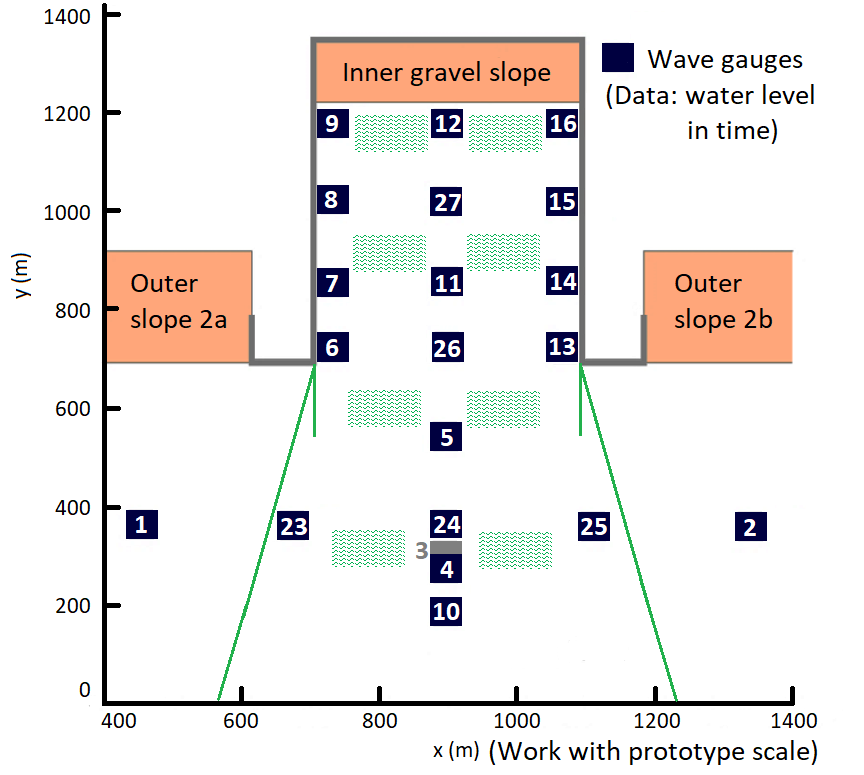 1400
Inner gravel slope
Wave gauges
(Data: water level
in time)
1200
9 12 16
1000
8 27 15
y (m)
Outer
slope 2a
7 11 14
Outer
slope 2b
800
6 26 13
600
5
400
1 23 24 25 2
3
4
200
10
0
400 600 800 1000 1200 1400
x (m) (Work with prototype scale)